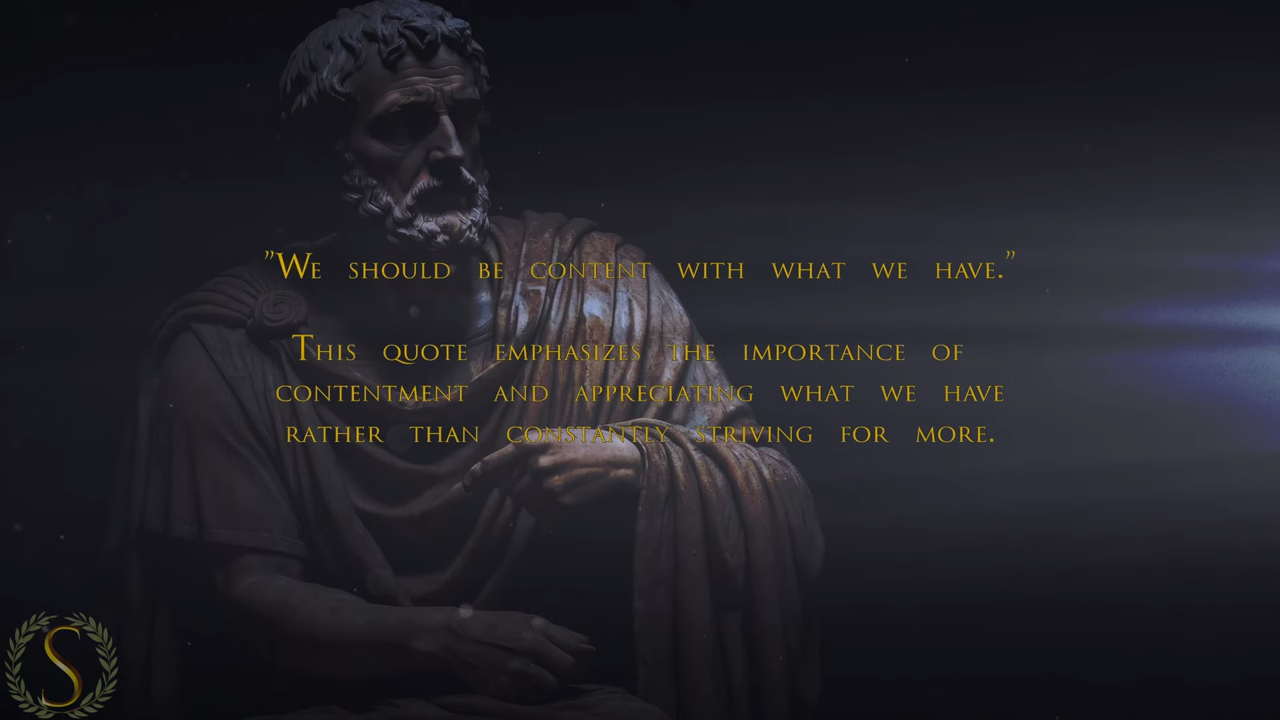 "We should be content with what we have."
This quote emphasizes the importance of
contentment and appreciating what we have
rather than constantly striving for more.
S